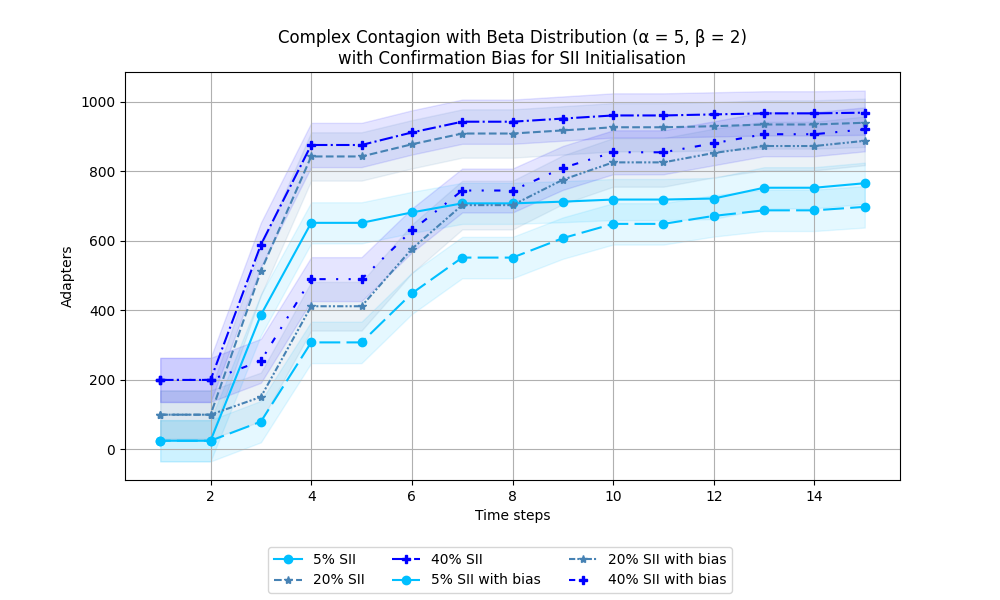 Complex Contagion with Beta Distribution (α = 5, β = 2)
with Confirmation Bias for SII Initialisation
Adapters
1000
800
600
400
200
0
2 4 6 8 10 12 14
Time steps
5% SII 40% SII 20% SII with bias
20% SII 5% SII with bias 40% SII with bias